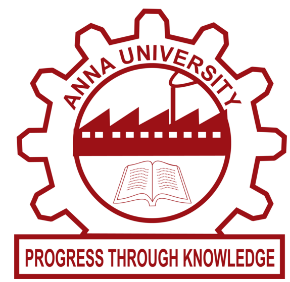 ANNA UNIVERSITY
PROGRESS THROUGH KNOWLEDGE